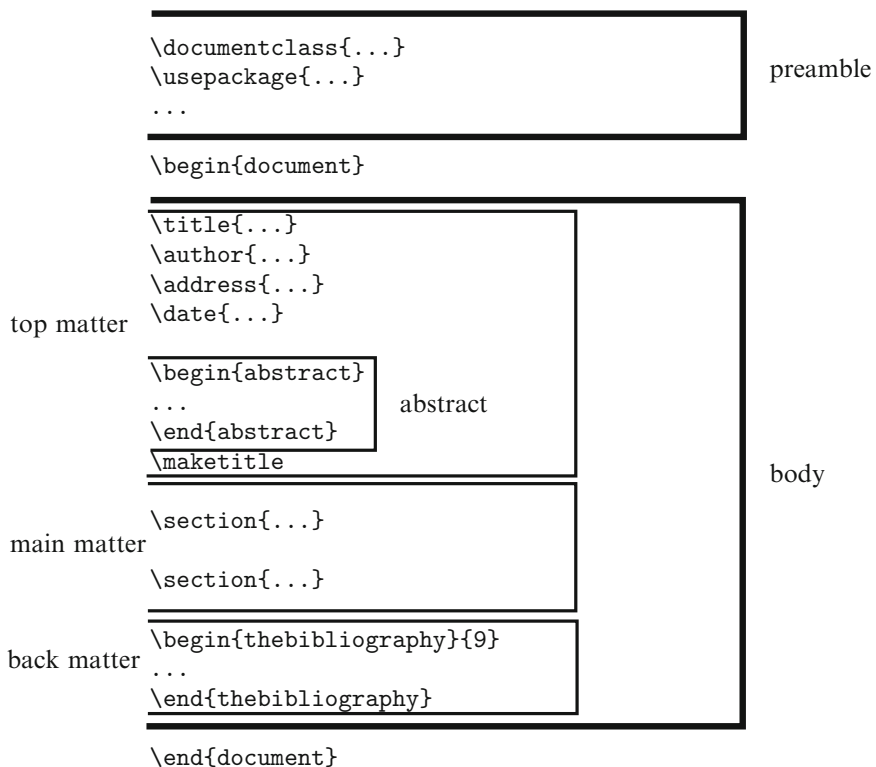 \documentclass{...}
\usepackage{...}
...
preamble
\begin{document}
\title{...}
\author{...}
\address{...}
\date{...}
top matter
\begin{abstract}
...
\end{abstract}
abstract
\maketitle
body
\section{...}
main matter
\section{...}
\begin{thebibliography}{9}
back matter
...
\end{thebibliography}
\end{document}